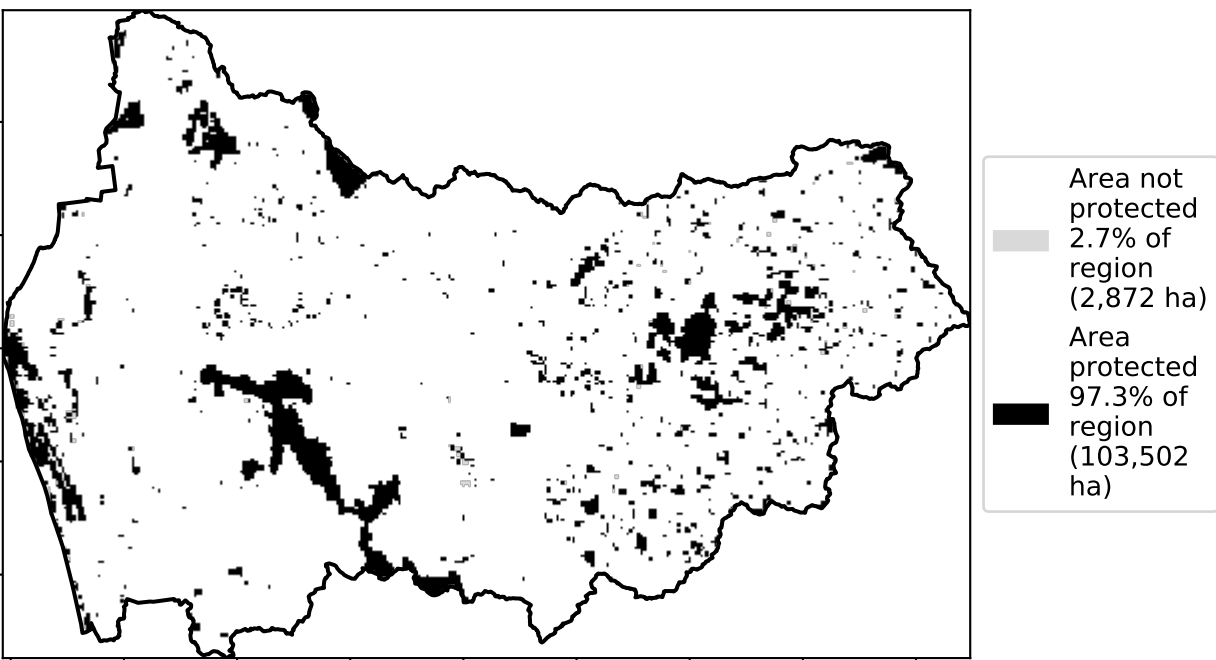 Area not
protected
2.7% of
region
(2,872 ha)
Area
protected
97.3% of
region
(103,502
ha)